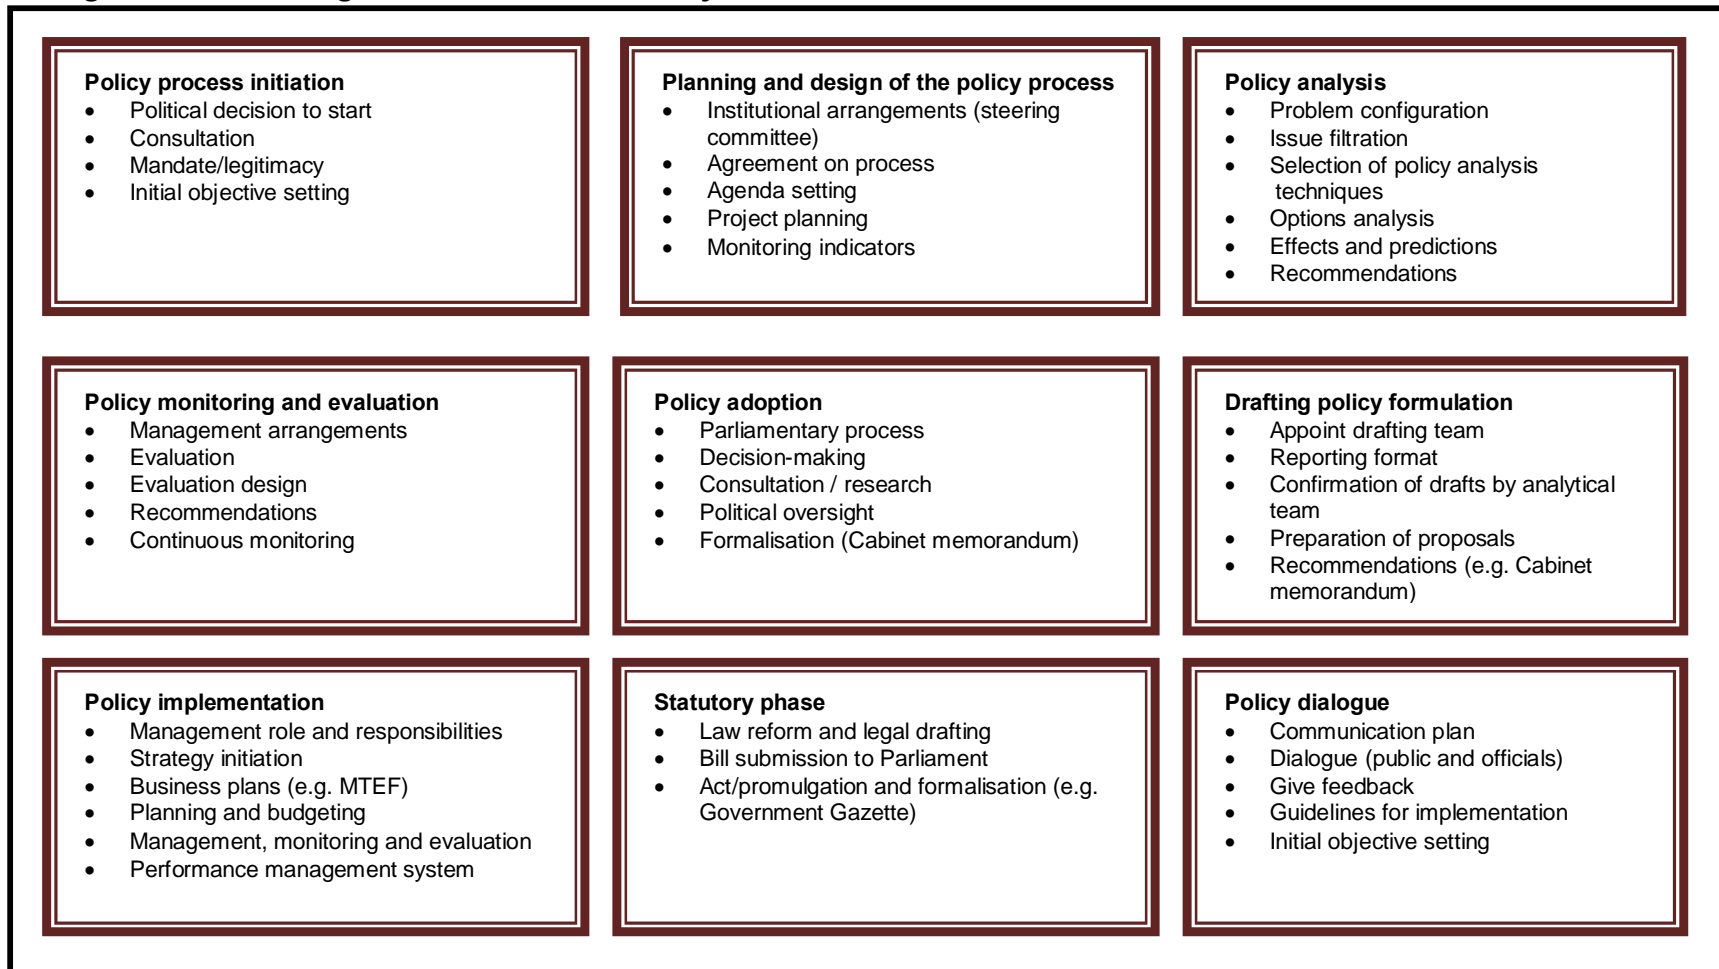 Policy process initiation
• Political decision to start
• Consultation
• Mandate/legitimacy
• Initial objective setting
Planning and design of the policy process
• Institutional arrangements (steering
committee)
• Agreement on process
• Agenda setting
• Project planning
• Monitoring indicators
Policy analysis
• Problem configuration
• Issue filtration
• Selection of policy analysis
techniques
• Options analysis
• Effects and predictions
• Recommendations
Policy monitoring and evaluation
• Management arrangements
• Evaluation
• Evaluation design
• Recommendations
• Continuous monitoring
Policy adoption
• Parliamentary process
• Decision-making
• Consultation / research
• Political oversight
• Formalisation (Cabinet memorandum)
Drafting policy formulation
• Appoint drafting team
• Reporting format
• Confirmation of drafts by analytical
team
• Preparation of proposals
• Recommendations (e.g. Cabinet
memorandum)
Policy implementation
• Management role and responsibilities
• Strategy initiation
• Business plans (e.g. MTEF)
• Planning and budgeting
• Management, monitoring and evaluation
• Performance management system
Statutory phase
• Law reform and legal drafting
• Bill submission to Parliament
• Act/promulgation and formalisation (e.g.
Government Gazette)
Policy dialogue
• Communication plan
• Dialogue (public and officials)
• Give feedback
• Guidelines for implementation
• Initial objective setting